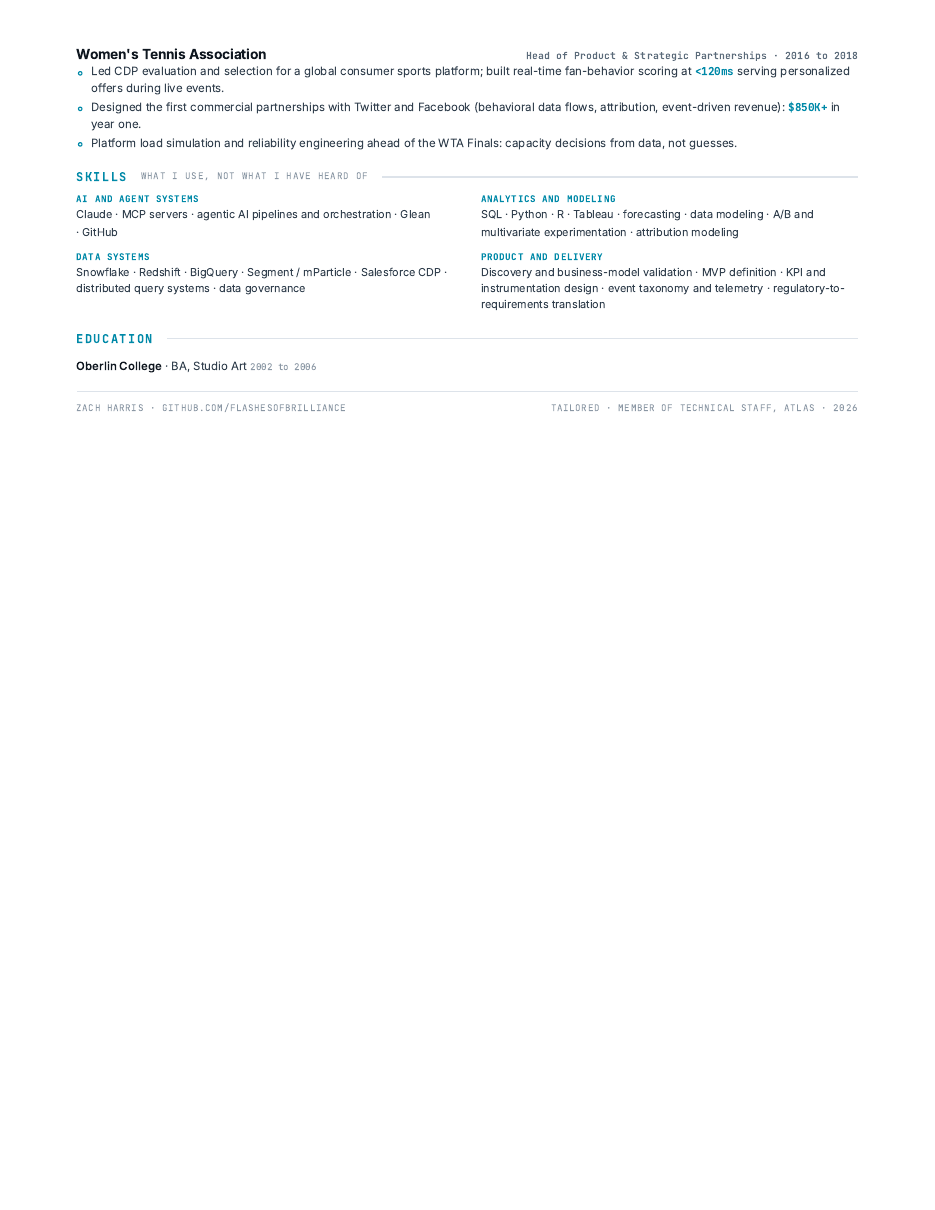 Women's Tennis Association
Head of Product & Strategic Partnerships · 2016 to 2018
Led CDP evaluation and selection for a global consumer sports platform; built real-time fan-behavior scoring at <120ms serving personalized
offers during live events.
Designed the first commercial partnerships with Twitter and Facebook (behavioral data flows, attribution, event-driven revenue): $850K+ in
year one.
Platform load simulation and reliability engineering ahead of the WTA Finals: capacity decisions from data, not guesses.
SKILLS WHAT I USE, NOT WHAT I HAVE HEARD OF
AI AND AGENT SYSTEMS
Claude · MCP servers · agentic AI pipelines and orchestration · Glean
· GitHub
ANALYTICS AND MODELING
SQL · Python · R · Tableau · forecasting · data modeling · A/B and
multivariate experimentation · attribution modeling
DATA SYSTEMS
Snowflake · Redshift · BigQuery · Segment / mParticle · Salesforce CDP ·
distributed query systems · data governance
PRODUCT AND DELIVERY
Discovery and business-model validation · MVP definition · KPI and
instrumentation design · event taxonomy and telemetry · regulatory-to-
requirements translation
EDUCATION
Oberlin College · BA, Studio Art 2002 to 2006
ZACH HARRIS · GITHUB.COM/FLASHESOFBRILLIANCE
TAILORED · MEMBER OF TECHNICAL STAFF, ATLAS · 2026